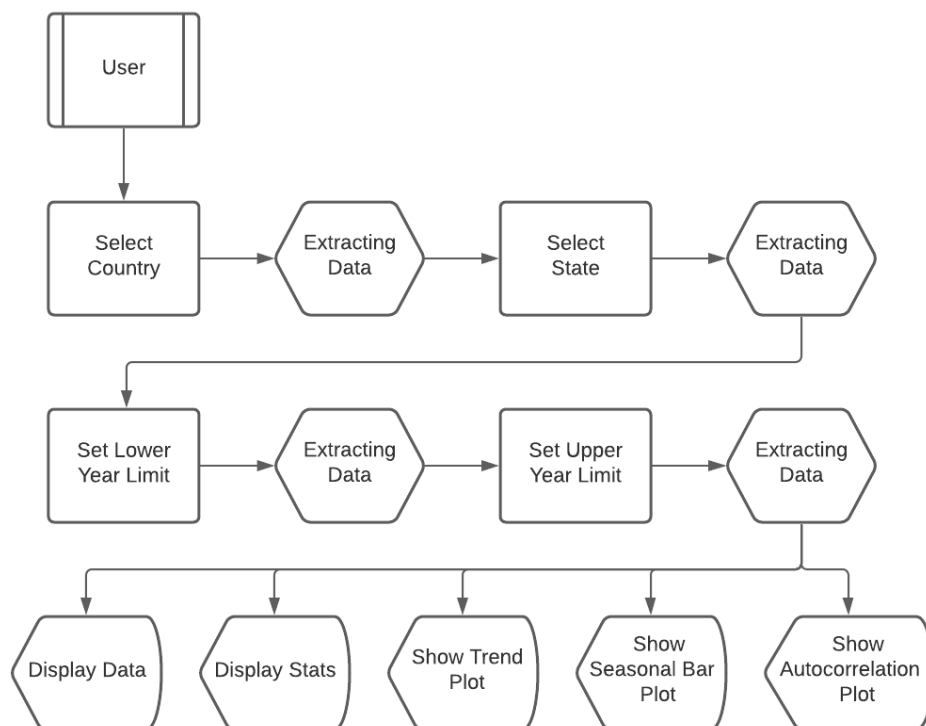 User
Select
Country
Extracting
Data
Select
State
Extracting
Data
Set Lower
Year Limit
Extracting
Data
Set Upper
Year Limit
Extracting
Data
Display Data
Display Stats
Show Trend
Plot
Show
Seasonal Bar
Plot
Show
Autocorrelation
Plot